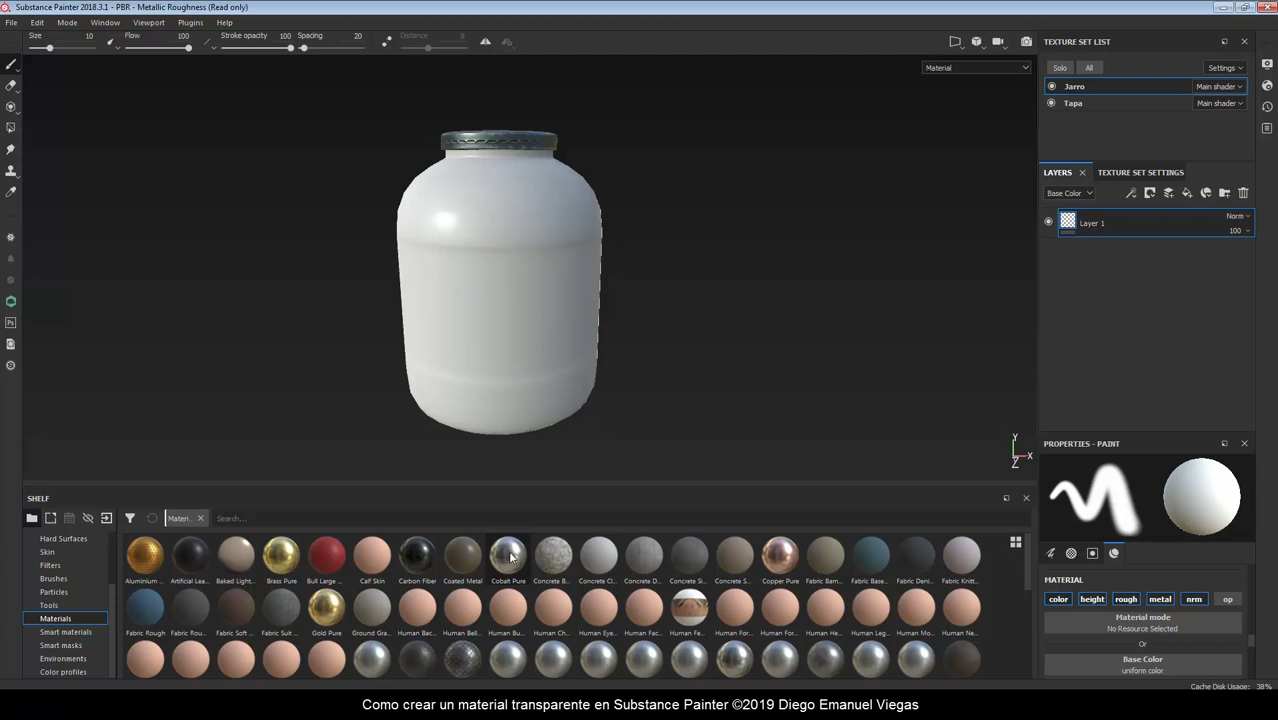 Substance Painter 2018.3.1 - PBR - Metallic Roughness (Read only)
File Edit Mode Window Viewport Plugins Help
Size 10 Flow 100 Stroke opacity 100 Spacing 20 Distance 8
Material
TEXTURE SET LIST
Solo All Settings
Jarro Main shader
Tapa Main shader
LAYERS TEXTURE SET SETTINGS
Base Color
Layer 1 Norm
100
Y
X
Z
PROPERTIES - PAINT
MATERIAL
color height rough metal nrm op
Material mode
No Resource Selected
Or
Base Color
uniform color
Cache Disk Usage: 38%
SHELF
Materi.. Search...
Hard Surfaces
Skin
Filters
Brushes
Particles
Tools
Materials
Smart materials
Smart masks
Environments
Color profiles
Aluminium ... Artificial Lea... Baked Light... Brass Pure Bull Large ... Calf Skin Carbon Fiber Coated Metal Cobalt Pure Concrete B... Concrete Cl... Concrete D... Concrete Si... Concrete S... Copper Pure Fabric Barn... Fabric Base... Fabric Deni... Fabric Knitt...
Fabric Rough Fabric Rou... Fabric Soft ... Fabric Suit ... Gold Pure Ground Gra... Human Bac... Human Bell... Human Bu... Human Ch... Human Eye... Human Fac... Human Fe... Human For... Human For... Human He... Human Leg... Human Mo... Human Ne...
Como crear un material transparente en Substance Painter ©2019 Diego Emanuel Viegas